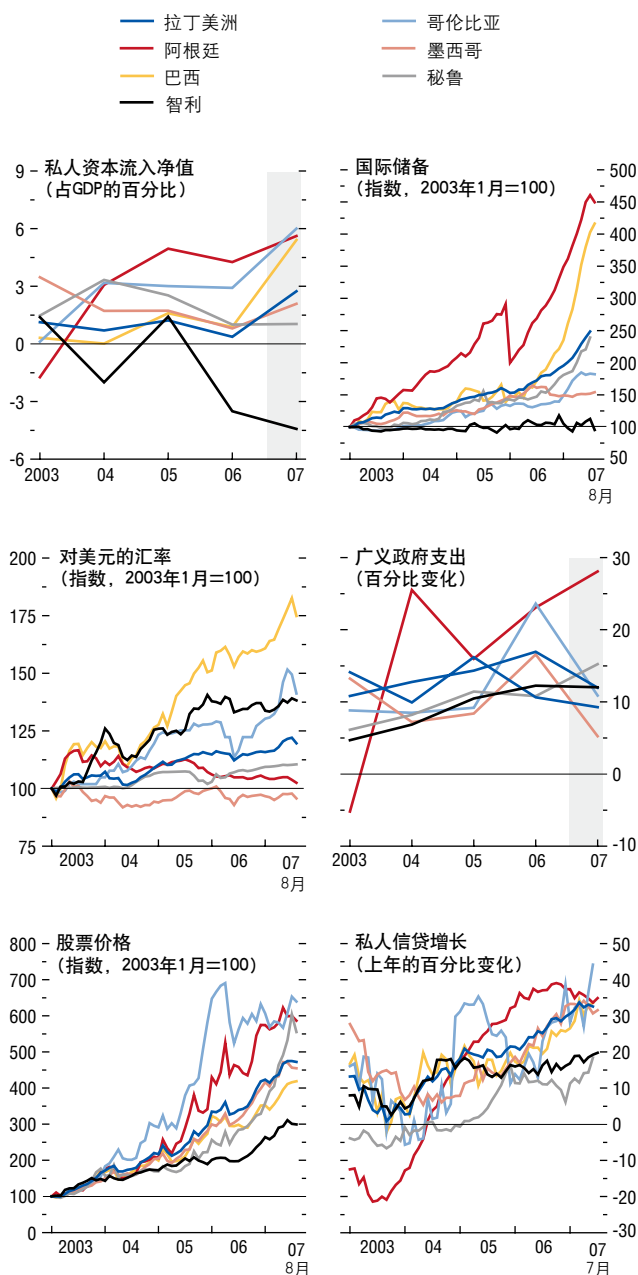 拉丁美洲
阿根廷
巴西
智利
哥伦比亚
墨西哥
秘鲁
私人资本流入净值
（占GDP的百分比）
9
6
3
0
-3
-6
2003 04 05 06 07
国际储备
（指数，2003年1月=100）
500
450
400
350
300
250
200
150
100
50
2003 04 05 06 07
8月
对美元的汇率
（指数，2003年1月=100）
200
175
150
125
100
75
2003 04 05 06 07
8月
广义政府支出
（百分比变化）
30
20
10
0
-10
2003 04 05 06 07
股票价格
（指数，2003年1月=100）
800
700
600
500
400
300
200
100
0
2003 04 05 06 07
8月
私人信贷增长
（上年的百分比变化）
50
40
30
20
10
0
-10
-20
-30
2003 04 05 06 07
7月